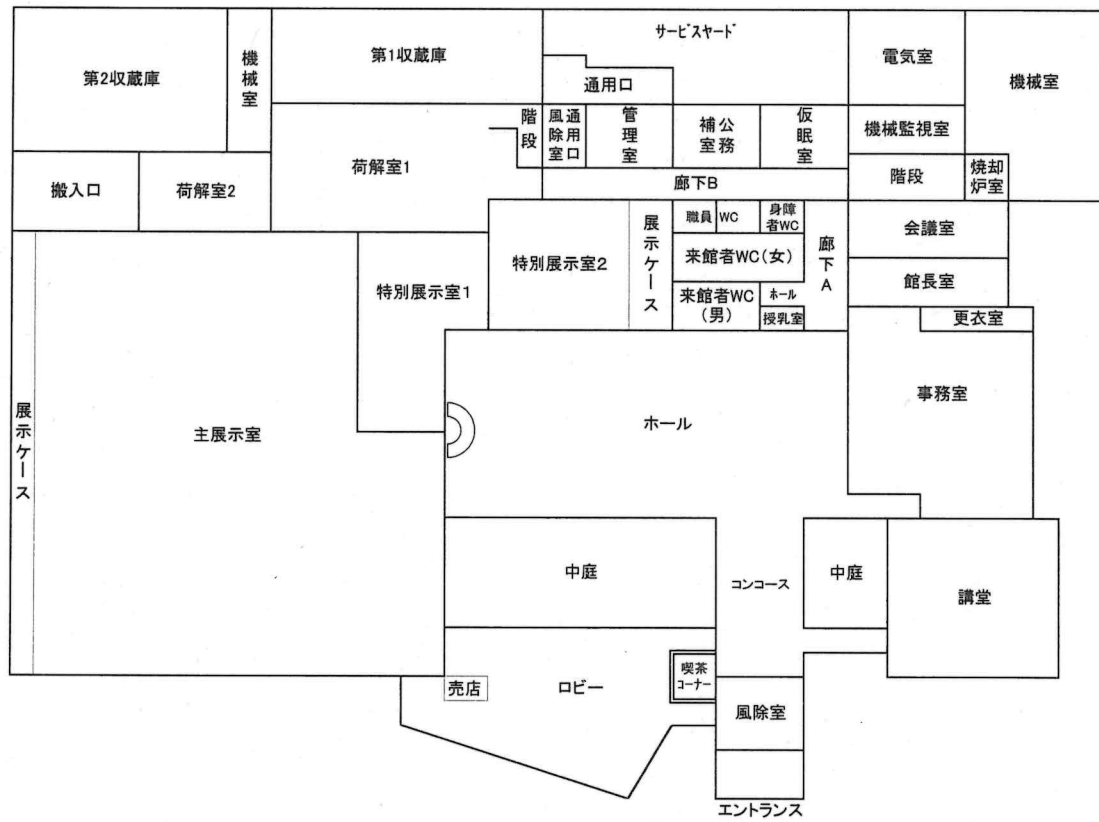 サービスヤード
第2収蔵庫
機械室
第1収蔵庫
通用口
電気室
機械室
階段
通用口
風除室
管理室
公務
補室
仮眠室
機械監視室
搬入口
荷解室2
荷解室1
廊下B
階段
焼却
炉室
職員
WC
身障
者WC
会議室
特別展示室2
展示ケース
来館者WC(女)
廊下A
特別展示室1
来館者WC
(男)
ホール
授乳室
館長室
更衣室
事務室
展示ケース
主展示室
ホール
中庭
コンコース
中庭
講堂
売店
ロビー
喫茶
コーナー
風除室
エントランス